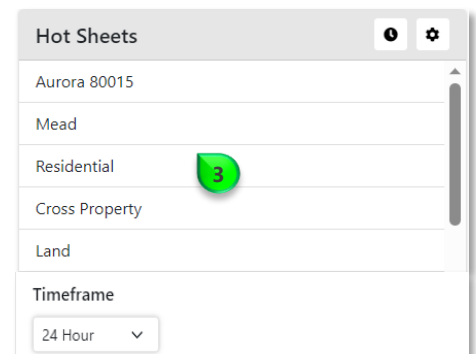 Hot Sheets
Aurora 80015
Mead
Residential
3
Cross Property
Land
Timeframe
24 Hour